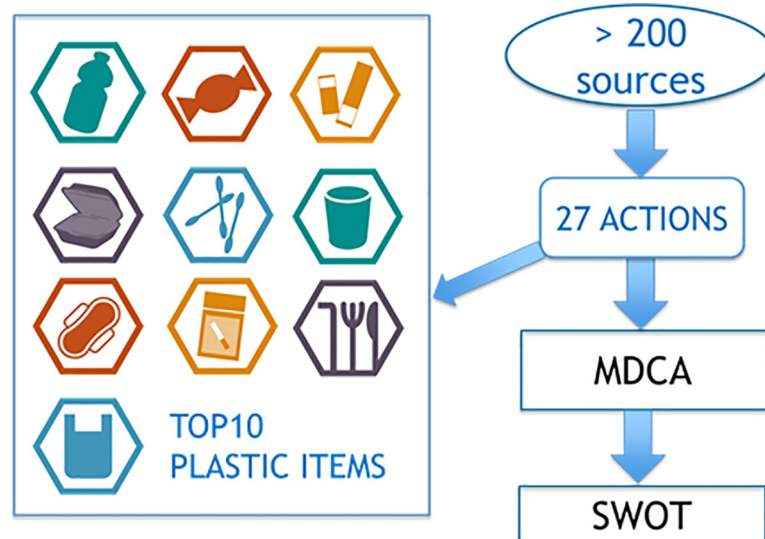 > 200
sources
27 ACTIONS
MDCA
SWOT
TOP10
PLASTIC ITEMS